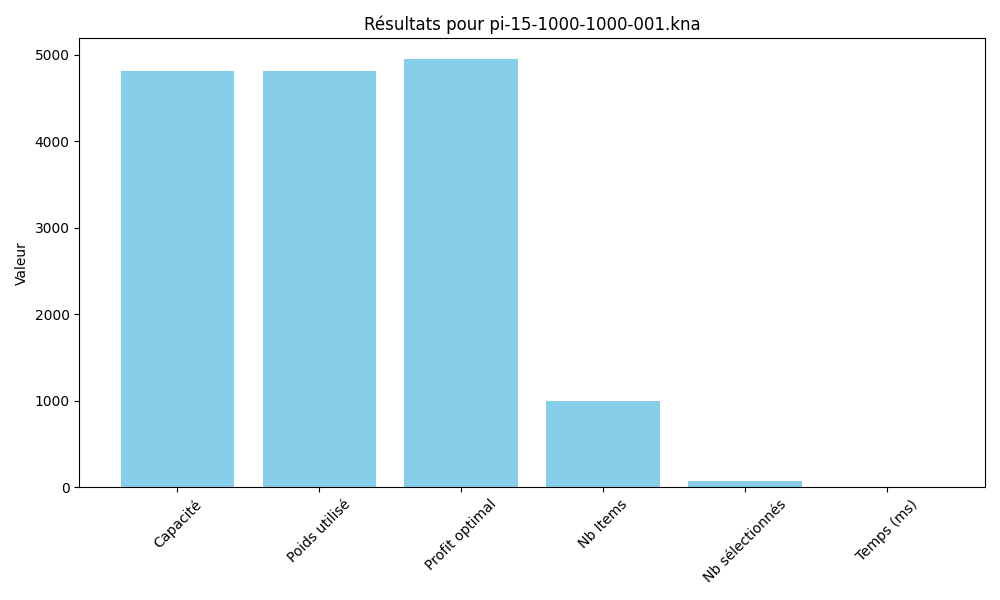 Résultats pour pi-15-1000-1000-001.kna
Valeur
5000
4000
3000
2000
1000
0
Capacité
Poids utilisé
Profit optimal
Nb Items
Nb sélectionnés
Temps (ms)